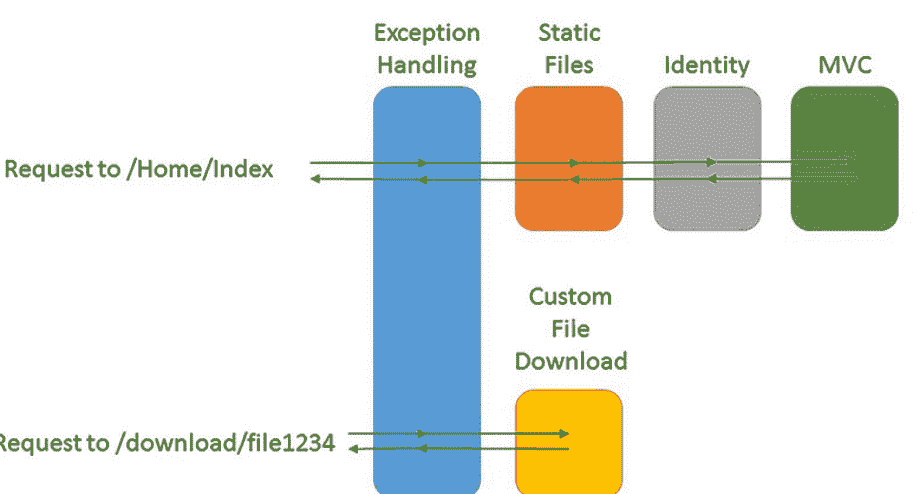 Exception
Handling
Static
Files
Identity
MVC
Request to /Home/Index
Custom
File
Download
Request to /download/file1234